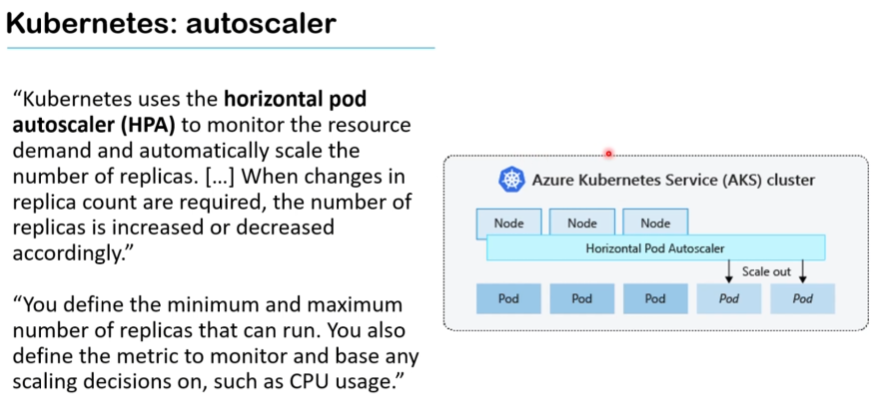 Kubernetes: autoscaler
“Kubernetes uses the horizontal pod
autoscaler (HPA) to monitor the resource
demand and automatically scale the
number of replicas. […] When changes in
replica count are required, the number of
replicas is increased or decreased
accordingly.”
“You define the minimum and maximum
number of replicas that can run. You also
define the metric to monitor and base any
scaling decisions on, such as CPU usage.”
Azure Kubernetes Service (AKS) cluster
Node Node Node
Horizontal Pod Autoscaler
Scale out
Pod Pod Pod Pod Pod